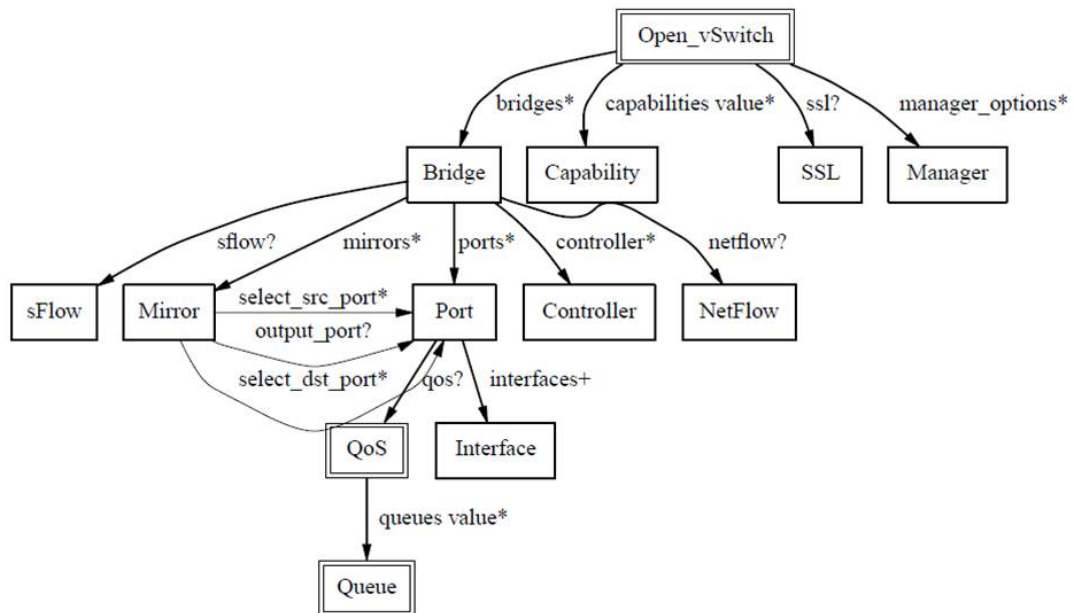 Open_vSwitch
bridges*
capabilities value*
ssl?
manager_options*
Bridge
Capability
SSL
Manager
sflow?
mirrors*
ports*
controller*
netflow?
sFlow
Mirror
select_src_port*
Port
Controller
NetFlow
output_port?
select_dst_port*
qos?
interfaces+
QoS
Interface
queues value*
Queue